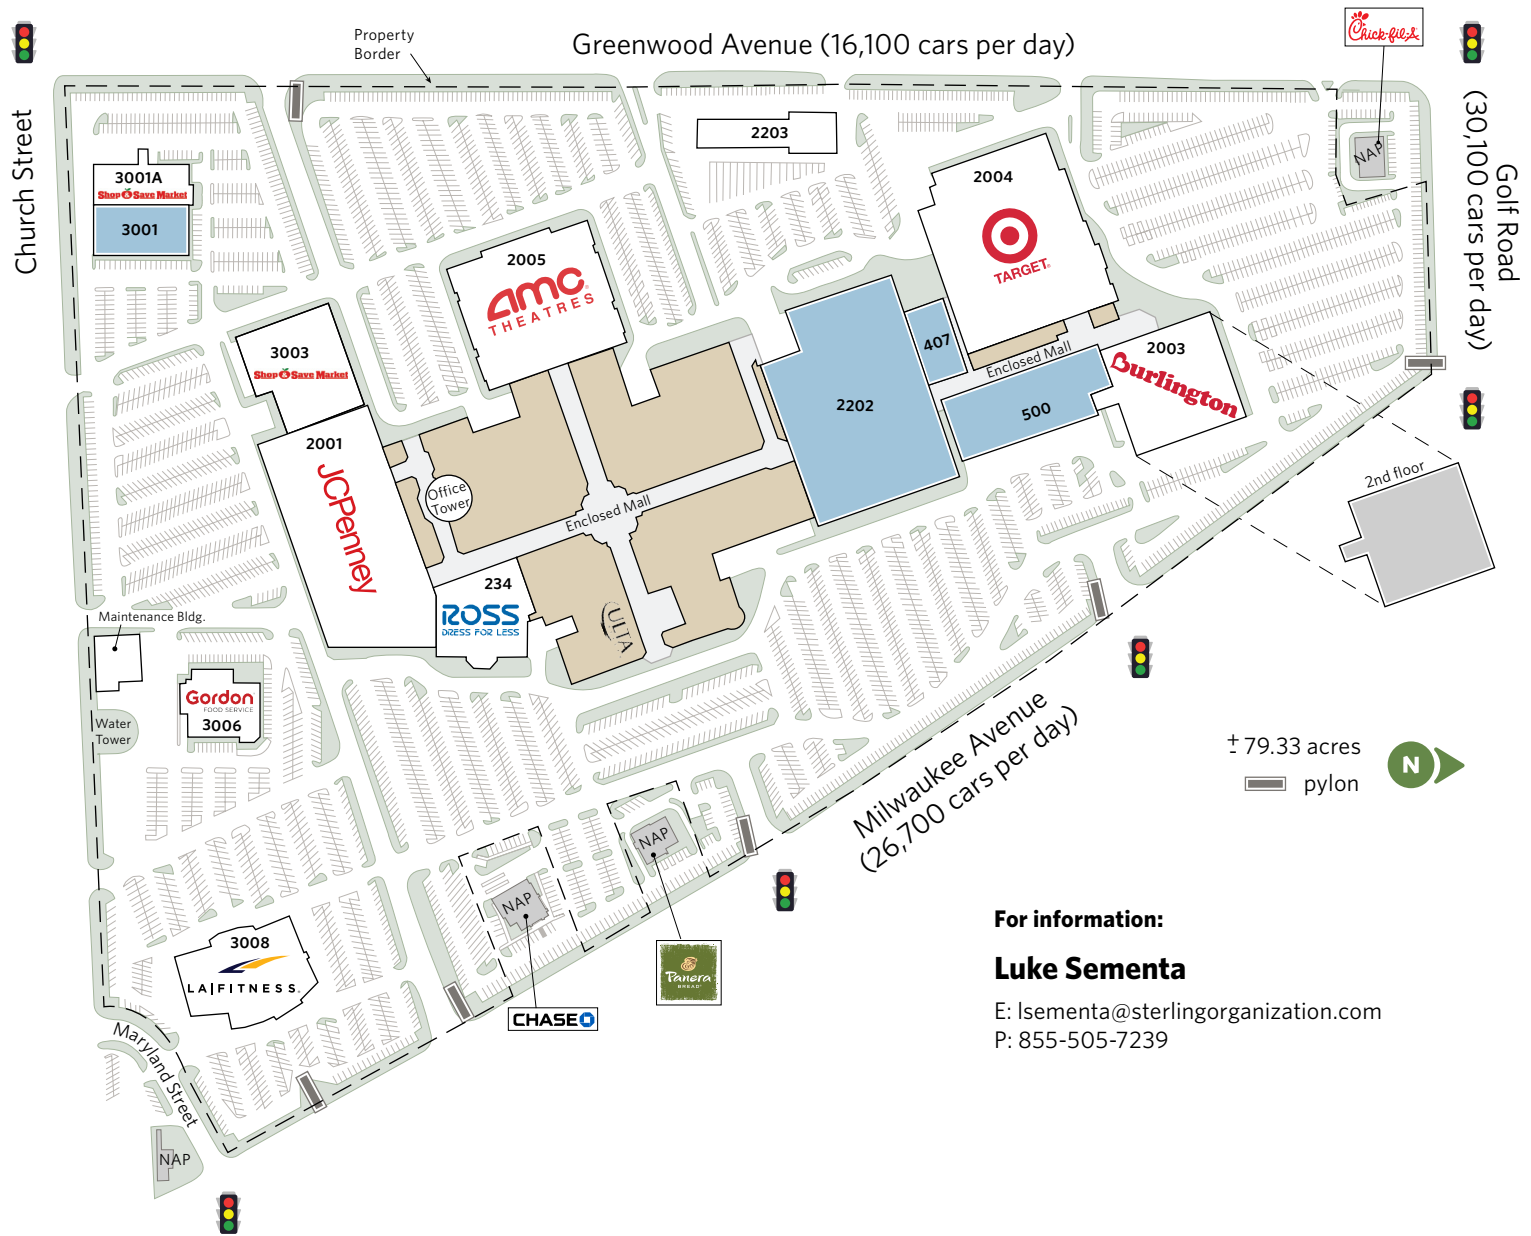 Property
Border
Greenwood Avenue (16,100 cars per day)
Chick-fil-A
Church Street
Golf Road
(30,100 cars per day)
NAP
2203
3001A
Shop Save Market
3001
2004
TARGET
2005
AMC
THEATRES
3003
Shop Save Market
407
Enclosed Mall
2003
Burlington
2202
500
2001
JCPenney
Office
Tower
Enclosed Mall
2nd floor
234
ROSS
DRESS FOR LESS
ULTA
Maintenance Bldg.
Gordon
FOOD SERVICE
3006
Water
Tower
Milwaukee Avenue
(26,700 cars per day)
± 79.33 acres
N
pylon
NAP
NAP
3008
LA|FITNESS
Panera
BREAD
CHASE
Maryland Street
NAP
For information:
Luke Sementa
E: lsementa@sterlingorganization.com
P: 855-505-7239